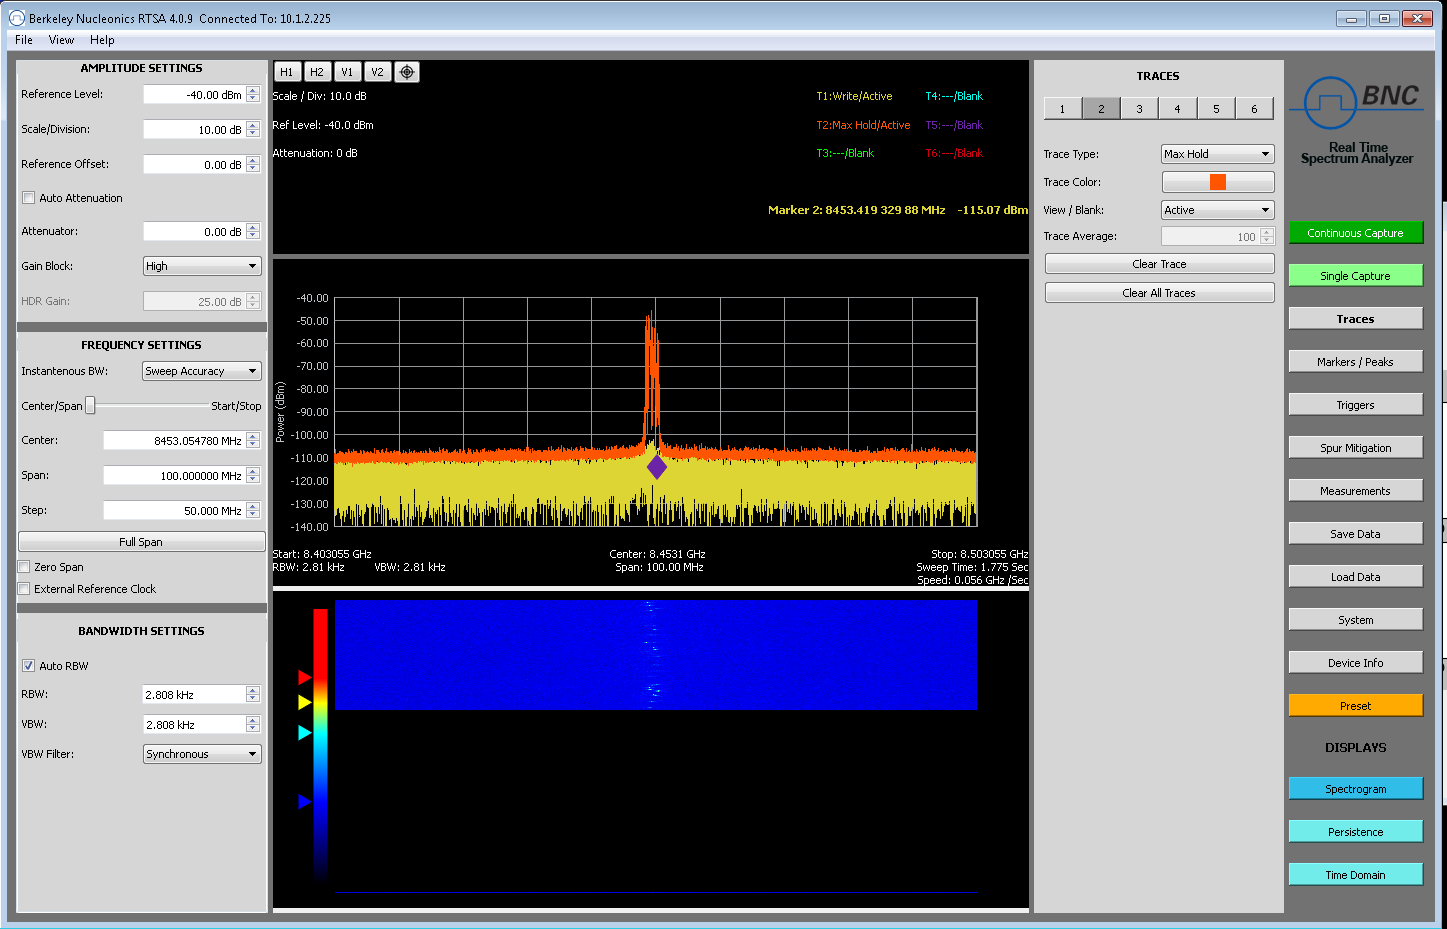 Berkeley Nucleonics RTSA 4.0.9 Connected To: 10.1.2.225
File View Help
AMPLITUDE SETTINGS
Reference Level: -40.00 dBm
Scale/Division: 10.00 dB
Reference Offset: 0.00 dB
Auto Attenuation
Attenuator: 0.00 dB
Gain Block: High
HDR Gain: 25.00 dB
FREQUENCY SETTINGS
Instantenous BW: Sweep Accuracy
Center/Span Start/Stop
Center: 8453.054780 MHz
Span: 100.000000 MHz
Step: 50.000 MHz
Full Span
Zero Span
External Reference Clock
BANDWIDTH SETTINGS
Auto RBW
RBW: 2.808 kHz
VBW: 2.808 kHz
VBW Filter: Synchronous
H1 H2 V1 V2
Scale / Div: 10.0 dB
Ref Level: -40.0 dBm
Attenuation: 0 dB
T1:Write/Active T4:---/Blank
T2:Max Hold/Active T5:---/Blank
T3:---/Blank T6:---/Blank
Marker 2: 8453.419 329 88 MHz -115.07 dBm
Power (dBm)
-40.00
-50.00
-60.00
-70.00
-80.00
-90.00
-100.00
-110.00
-120.00
-130.00
-140.00
Start: 8.403055 GHz Center: 8.4531 GHz Stop: 8.503055 GHz
RBW: 2.81 kHz VBW: 2.81 kHz Span: 100.00 MHz Sweep Time: 1.775 Sec
Speed: 0.056 GHz /Sec
TRACES
1 2 3 4 5 6
Trace Type: Max Hold
Trace Color:
View / Blank: Active
Trace Average: 100
Clear Trace
Clear All Traces
BNC
Real Time
Spectrum Analyzer
Continuous Capture
Single Capture
Traces
Markers / Peaks
Triggers
Spur Mitigation
Measurements
Save Data
Load Data
System
Device Info
Preset
DISPLAYS
Spectrogram
Persistence
Time Domain